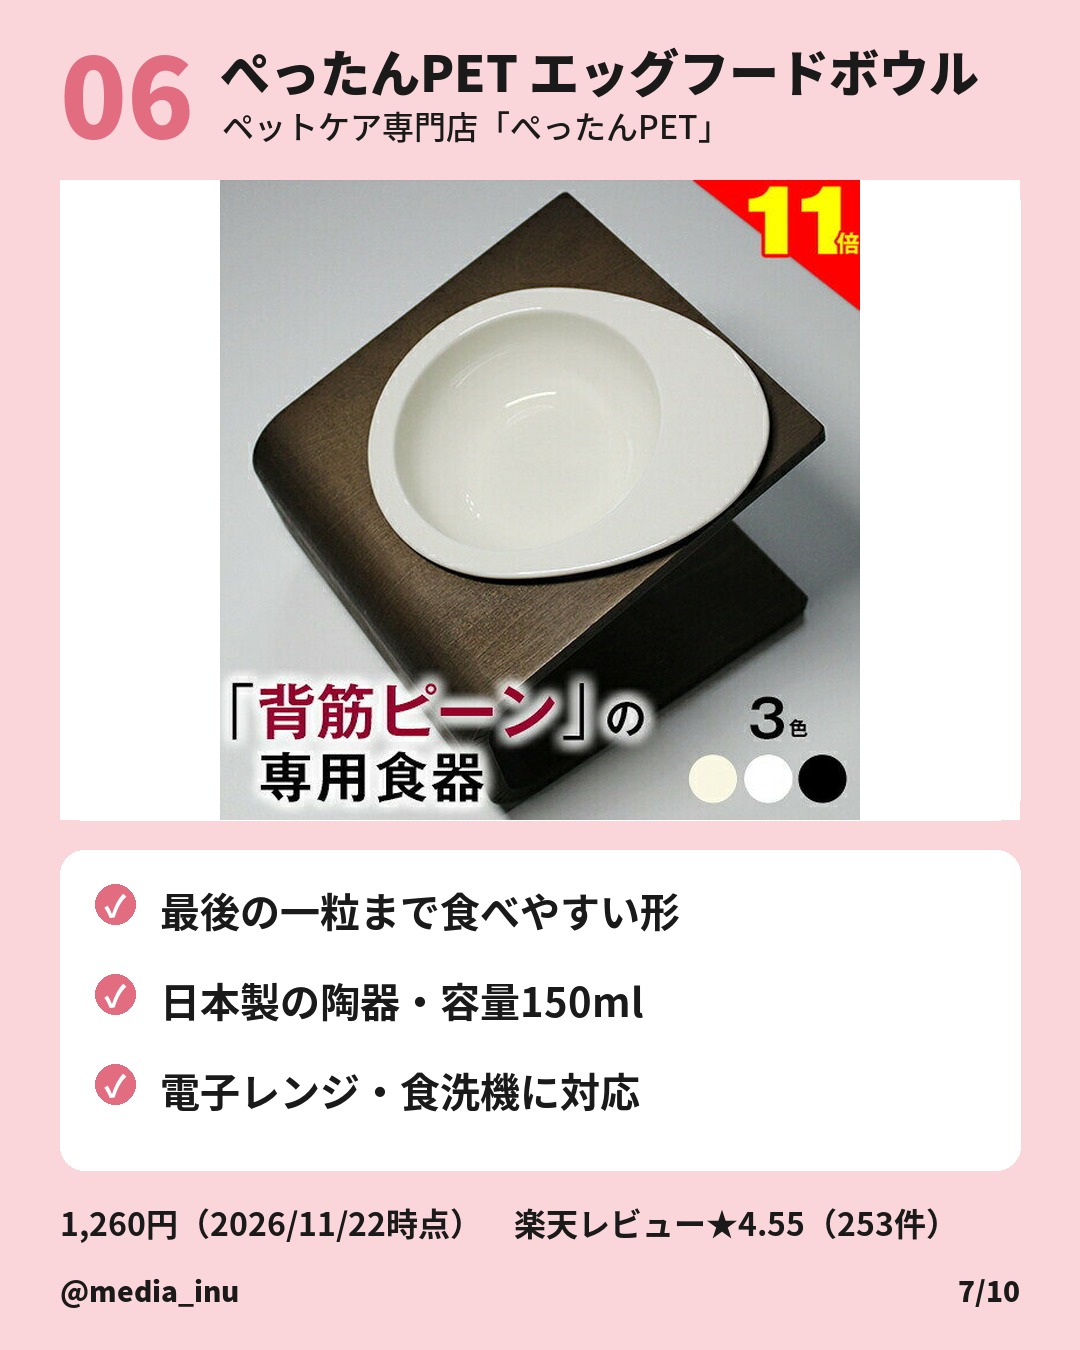 06
ぺったんPET エッグフードボウル
ペットケア専門店「ぺったんPET」
11倍
「背筋ピーン」の
専用食器
3色
最後の一粒まで食べやすい形
日本製の陶器・容量150ml
電子レンジ・食洗機に対応
1,260円（2026/11/22時点） 楽天レビュー★4.55（253件）
@media_inu
7/10